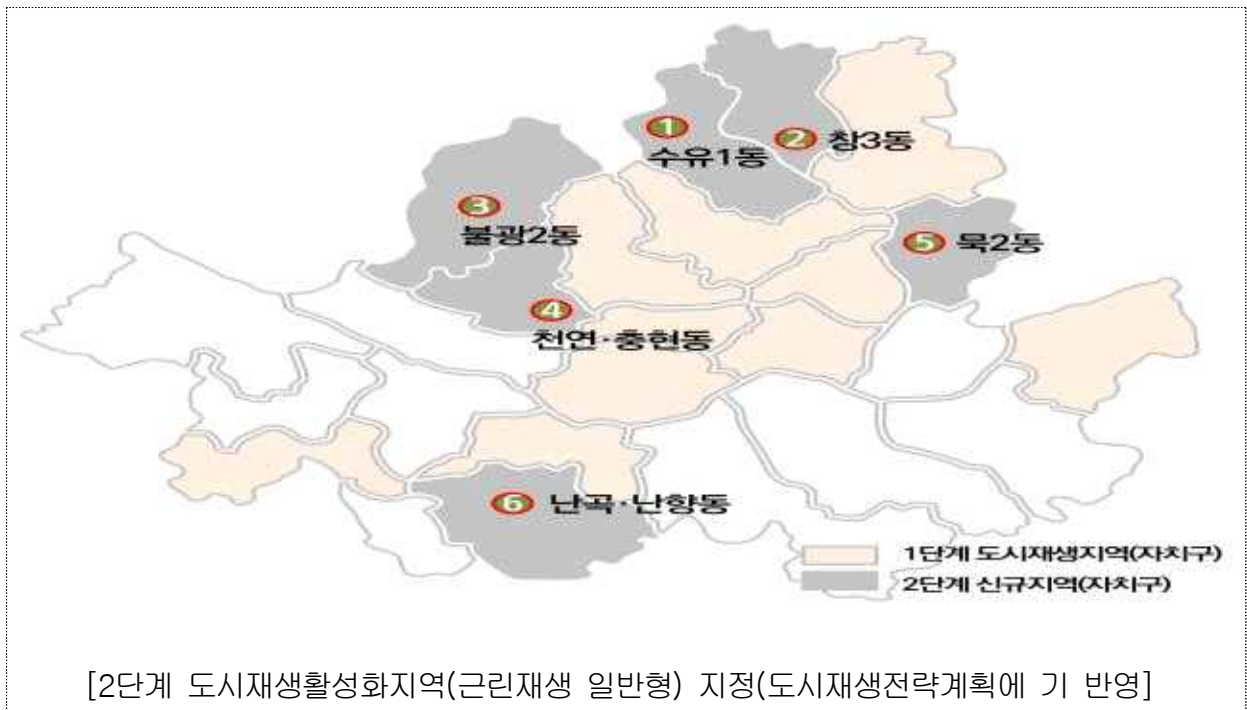 1
수유1동
2 창3동
3
불광2동
5 묵2동
4
천연·충현동
6 난곡·난향동
1단계 도시재생지역(자치구)
2단계 신규지역(자치구)
[2단계 도시재생활성화지역(근린재생 일반형) 지정(도시재생전략계획에 기 반영]